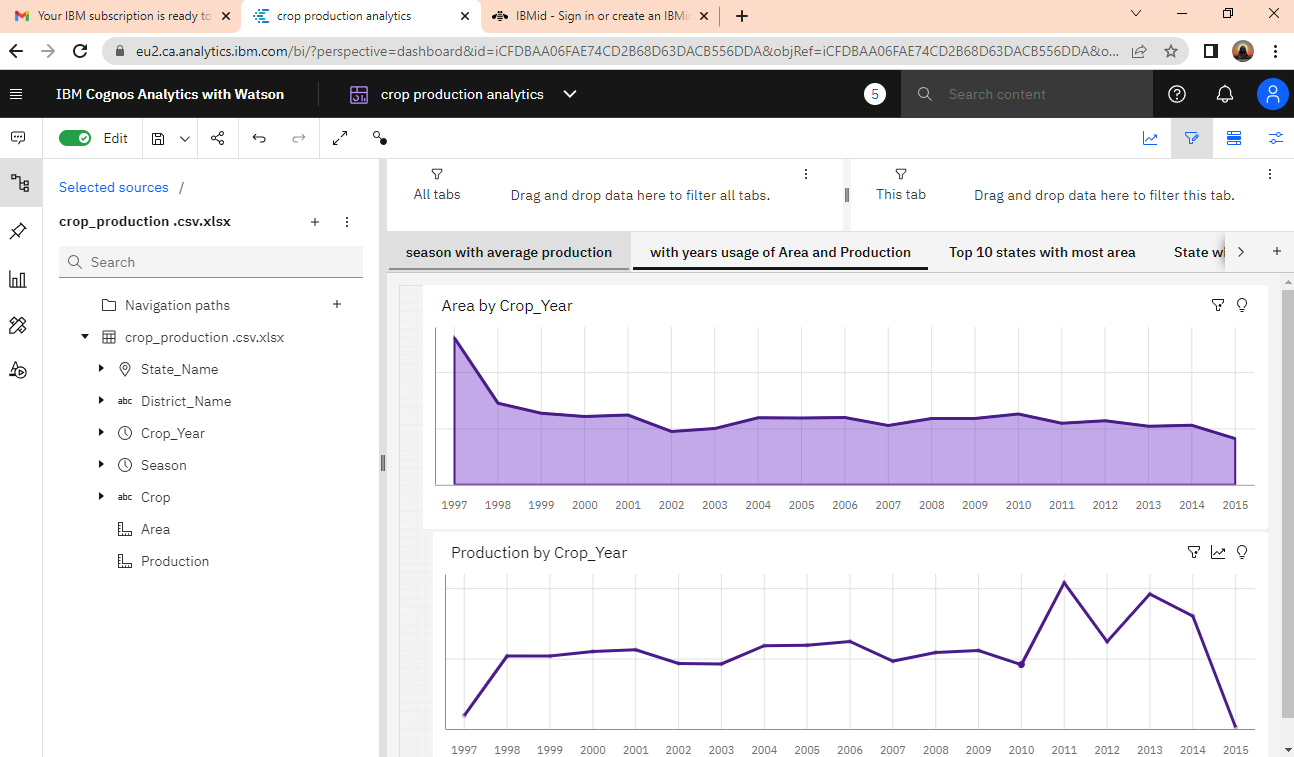 Your IBM subscription is ready to
crop production analytics
IBMid - Sign in or create an IBMi
eu2.ca.analytics.ibm.com/bi/?perspective=dashboard&id=iCFDBAA06FAE74CD2B68D63DACB556DDA&objRef=iCFDBAA06FAE74CD2B68D63DACB556DDA&o...
IBM Cognos Analytics with Watson
crop production analytics
5
Search content
Edit
Selected sources /
crop_production .csv.xlsx
Search
Navigation paths
crop_production .csv.xlsx
State_Name
abc District_Name
Crop_Year
Season
abc Crop
Area
Production
All tabs
Drag and drop data here to filter all tabs.
This tab
Drag and drop data here to filter this tab.
season with average production
with years usage of Area and Production
Top 10 states with most area
State wi
Area by Crop_Year
1997 1998 1999 2000 2001 2002 2003 2004 2005 2006 2007 2008 2009 2010 2011 2012 2013 2014 2015
Production by Crop_Year
1997 1998 1999 2000 2001 2002 2003 2004 2005 2006 2007 2008 2009 2010 2011 2012 2013 2014 2015